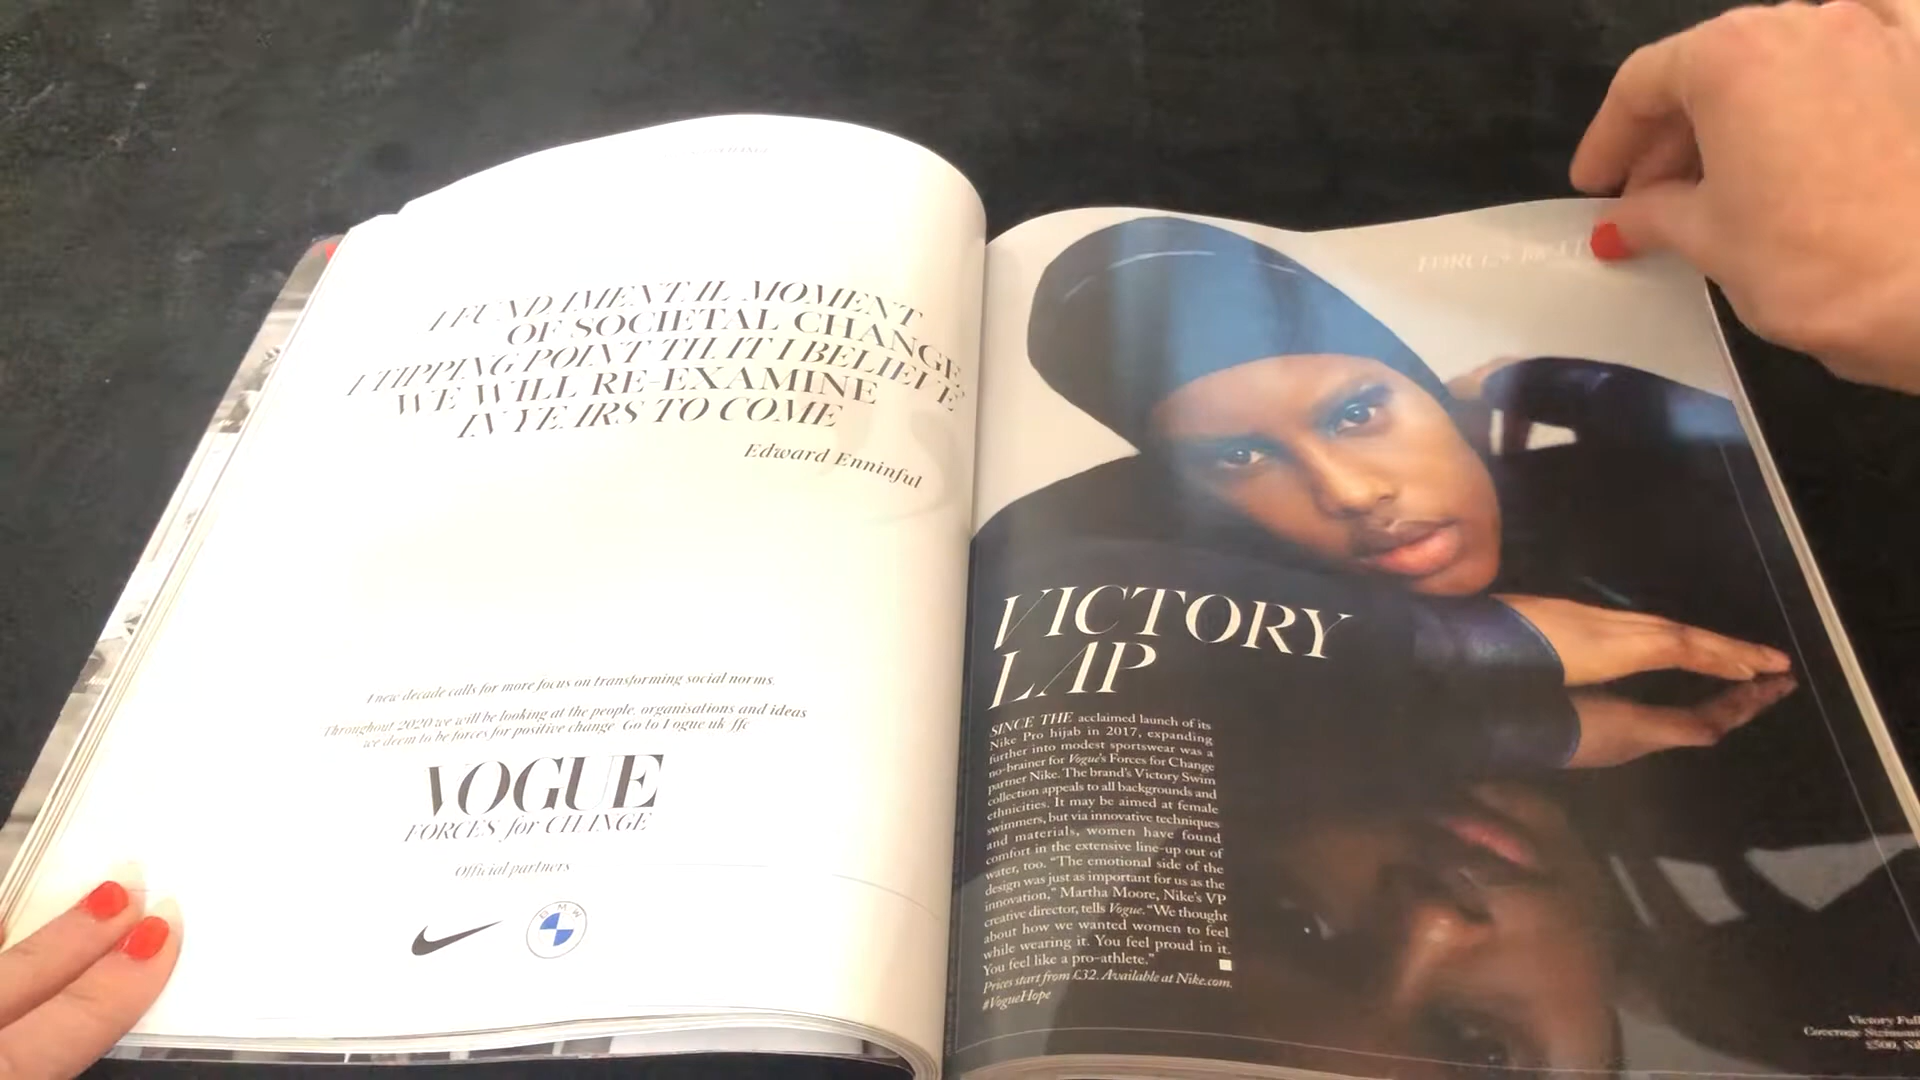 A FUNDAMENTAL MOMENT
OF SOCIETAL CHANGE,
A TIPPING POINT THAT I BELIEVE
WE WILL RE-EXAMINE
IN YEARS TO COME
Edward Enninful
A new decade calls for more focus on transforming social norms.
Throughout 2020 we will be looking at the people, organisations and ideas
we deem to be forces for positive change. Go to Vogue.uk/ffc
VOGUE
FORCES for CHANGE
Official partners
BMW
FORCES for
VICTORY
LAP
SINCE THE acclaimed launch of its
Nike Pro hijab in 2017, expanding
further into modest sportswear was a
no-brainer for Vogue's Forces for Change
partner Nike. The brand's Victory Swim
collection appeals to all backgrounds and
ethnicities. It may be aimed at female
swimmers, but via innovative techniques
and materials, women have found
comfort in the extensive line-up out of
water, too. "The emotional side of the
design was just as important for us as the
innovation," Martha Moore, Nike's VP
creative director, tells Vogue. "We thought
about how we wanted women to feel
while wearing it. You feel proud in it.
You feel like a pro-athlete."
Prices start from £32. Available at Nike.com.
#VogueHope
Victory Full
Coverage
£500,